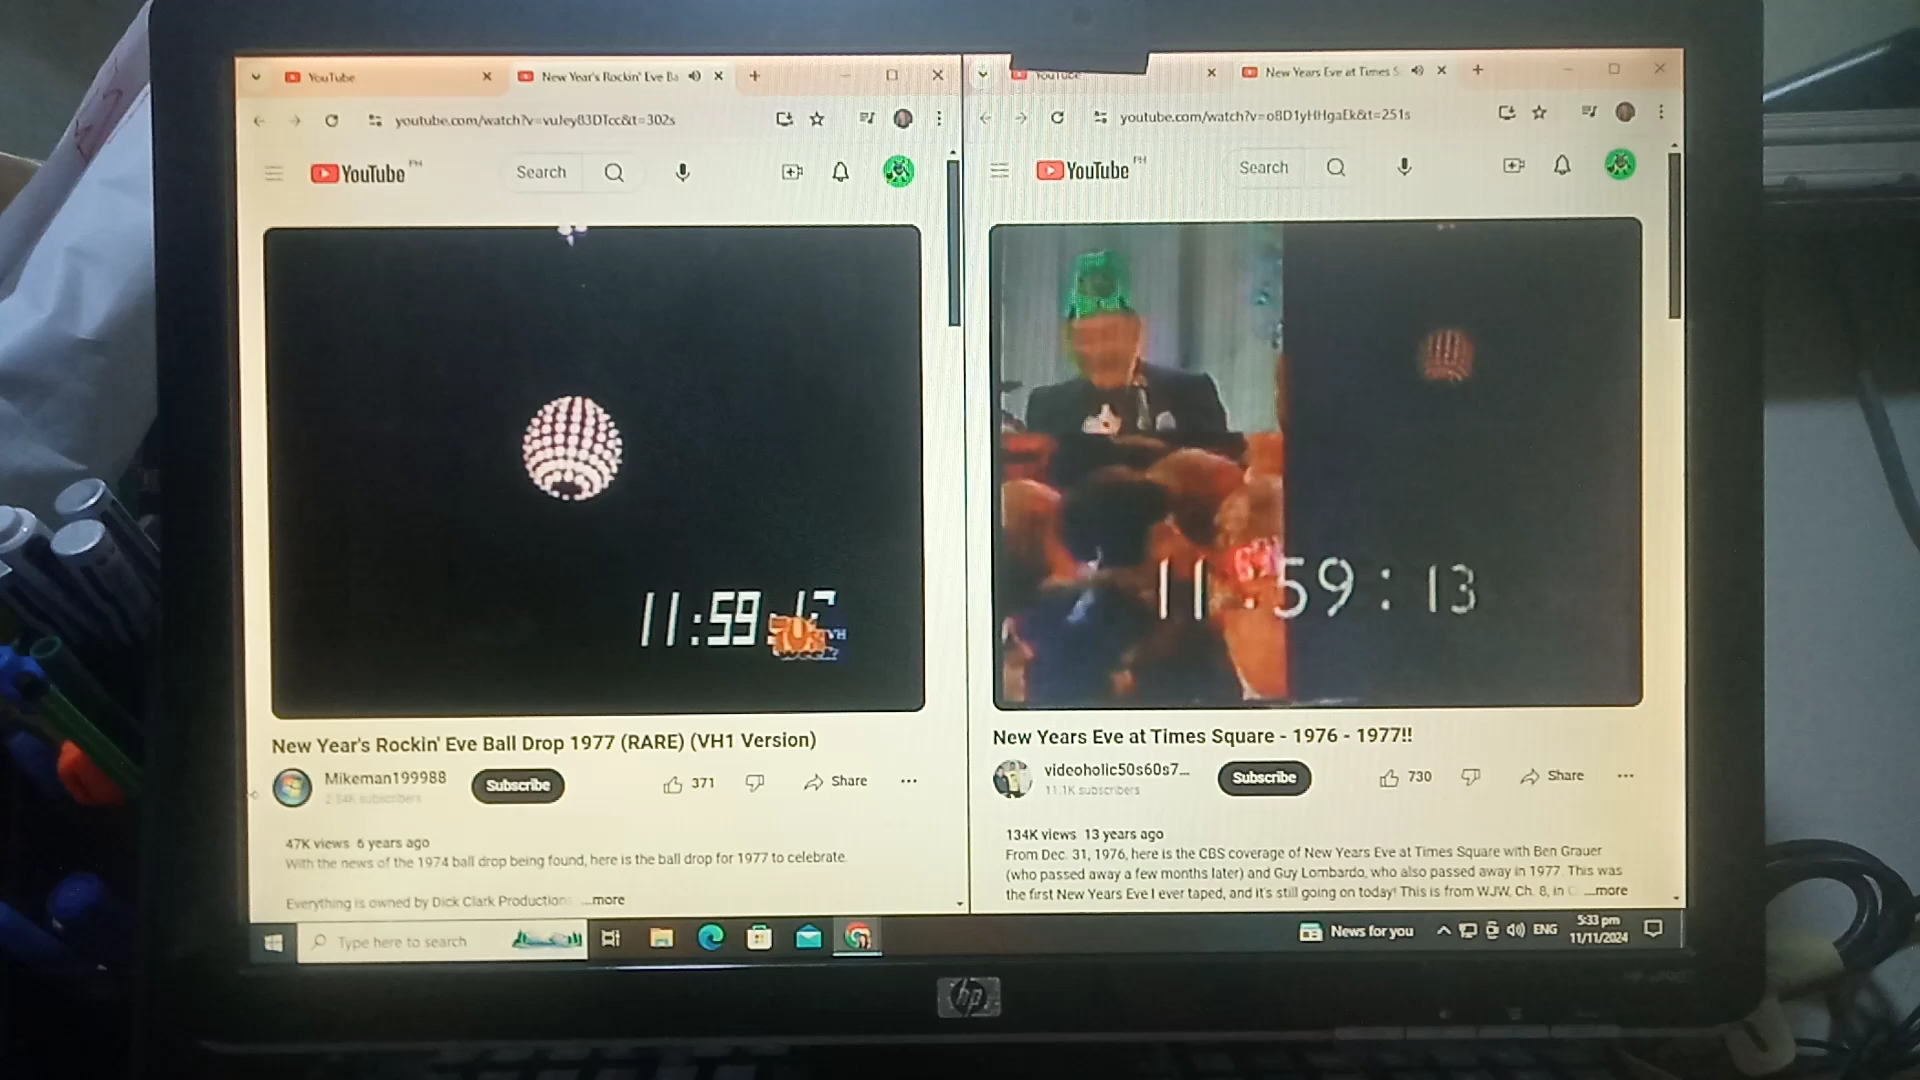 YouTube
New Year's Rockin' Eve Ba
youtube.com/watch?v=vuJey83DTcc&t=302s
YouTube PH
Search
11:59
VH
week
New Year's Rockin' Eve Ball Drop 1977 (RARE) (VH1 Version)
Mikeman199988
subscribers
Subscribe
371
Share
47K views 6 years ago
With the news of the 1974 ball drop being found, here is the ball drop for 1977 to celebrate.
Everything is owned by Dick Clark Production ...more
YouTube
New Years Eve at Times S
youtube.com/watch?v=o8D1yHHgaEk&t=251s
YouTube PH
Search
11:59:13
New Years Eve at Times Square - 1976 - 1977!!
videoholic50s60s7...
11.1K subscribers
Subscribe
730
Share
134K views 13 years ago
From Dec. 31, 1976, here is the CBS coverage of New Years Eve at Times Square with Ben Grauer
(who passed away a few months later) and Guy Lombardo, who also passed away in 1977. This was
the first New Years Eve I ever taped, and it's still going on today! This is from WJW, Ch. 8, in ...more
Type here to search
News for you
ENG
5:33 pm
11/11/2024
hp